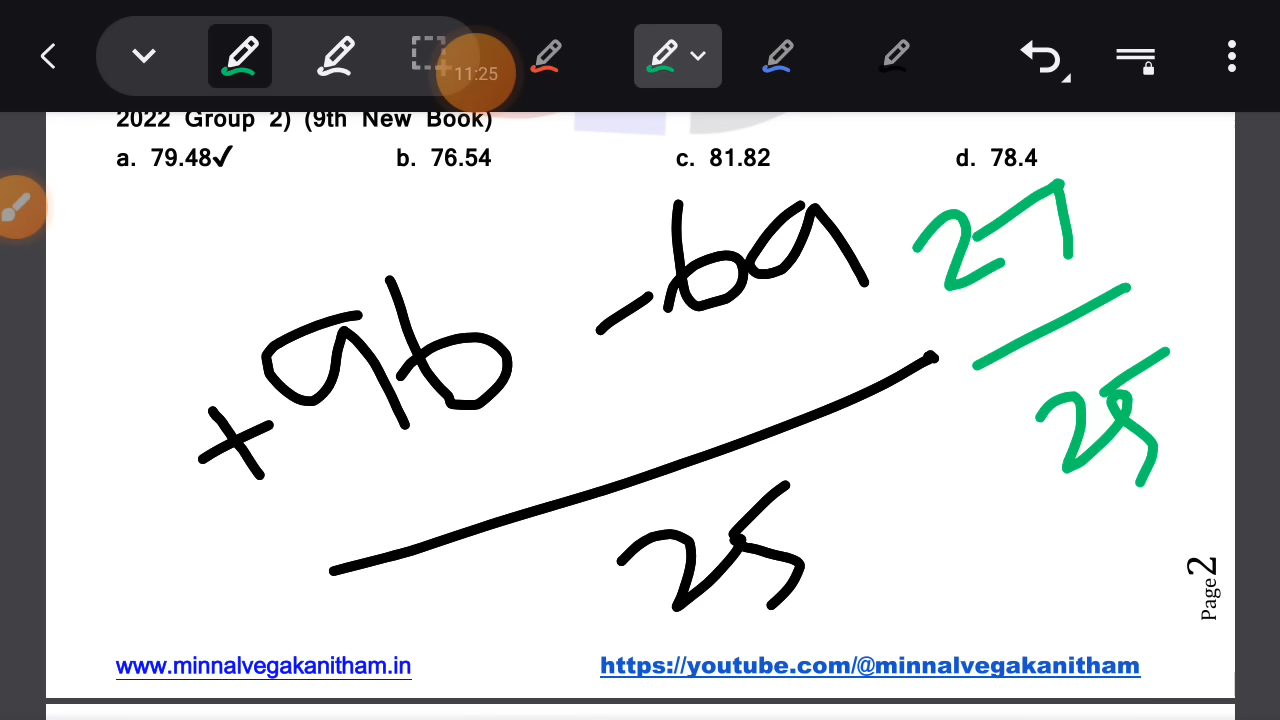 11:25
2022 Group 2) (9th New Book)
a. 79.48✓ b. 76.54 c. 81.82 d. 78.4
+96 -69
25
27
25
Page 2
www.minnalvegakanitham.in https://youtube.com/@minnalvegakanitham